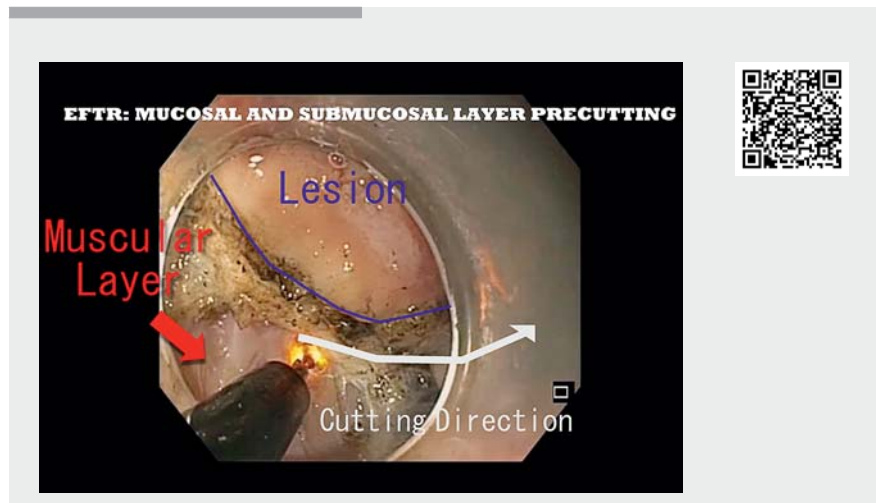 EFTR: MUCOSAL AND SUBMUCOSAL LAYER PRECUTTING
Lesion
Muscular
Layer
Cutting Direction